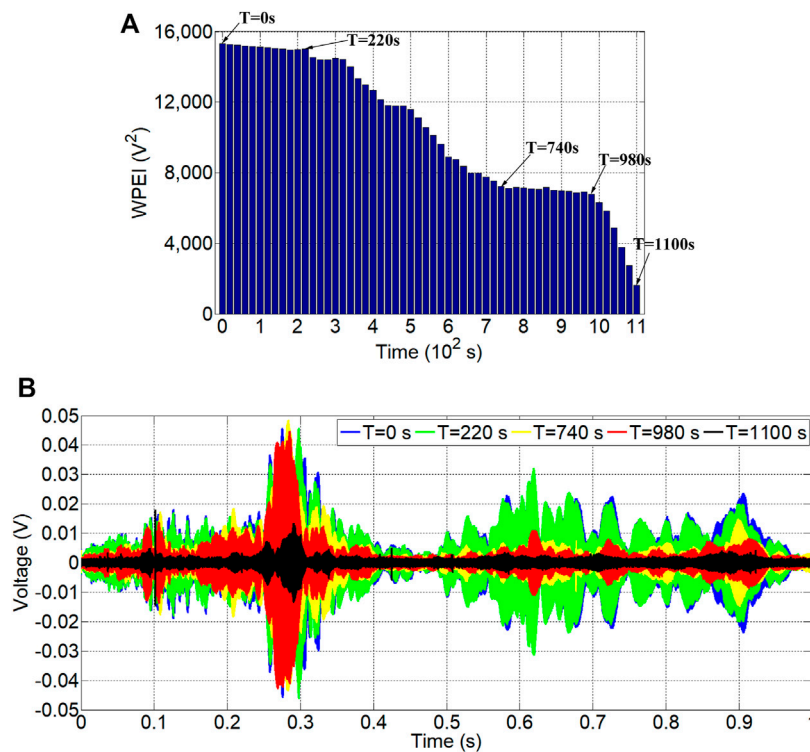 A
T=0s
T=220s
T=740s
T=980s
T=1100s
16,000
12,000
8,000
4,000
0
WPEI (V²)
0 1 2 3 4 5 6 7 8 9 10 11
Time (10² s)
B
T=0 s T=220 s T=740 s T=980 s T=1100 s
0.05
0.04
0.03
0.02
0.01
0
-0.01
-0.02
-0.03
-0.04
-0.05
Voltage (V)
0 0.1 0.2 0.3 0.4 0.5 0.6 0.7 0.8 0.9
Time (s)